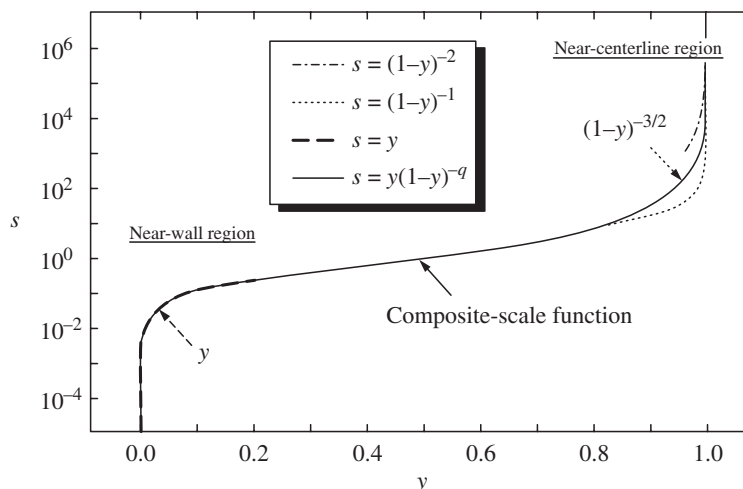 10^6
10^4
10^2
10^0
10^−2
10^−4
s
s = (1–y)^−2
s = (1–y)^−1
s = y
s = y(1–y)^−q
Near-centerline region
(1–y)^−3/2
Near-wall region
Composite-scale function
y
0.0 0.2 0.4 0.6 0.8 1.0
y